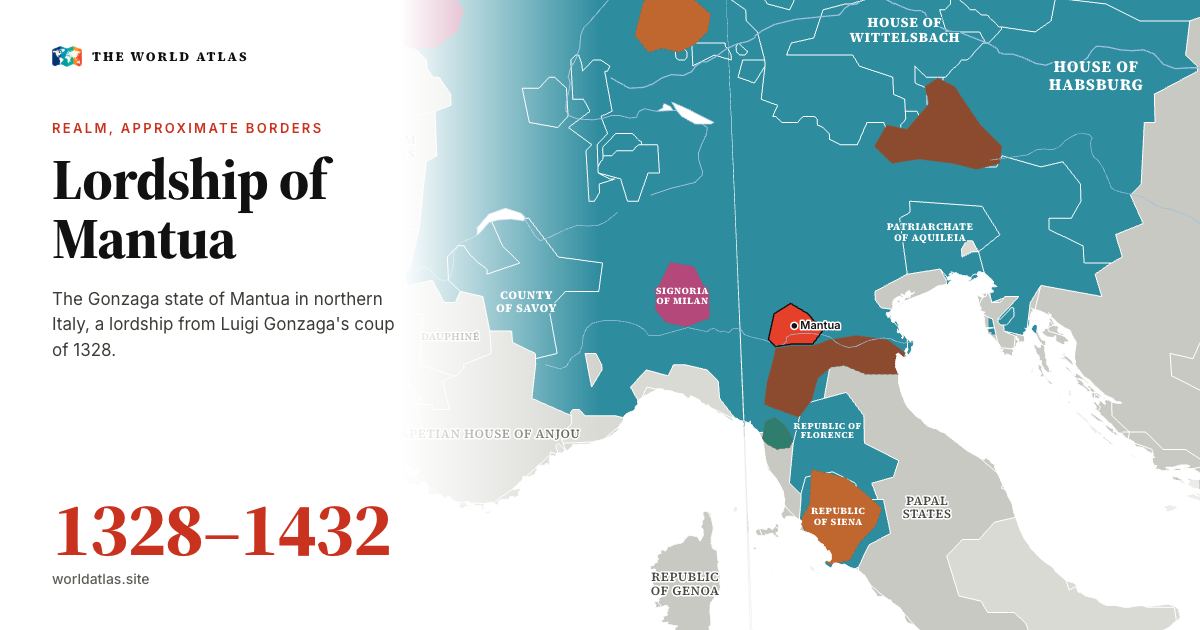 THE WORLD ATLAS
REALM, APPROXIMATE BORDERS
Lordship of
Mantua
The Gonzaga state of Mantua in northern
Italy, a lordship from Luigi Gonzaga's coup
of 1328.
1328–1432
worldatlas.site
HOUSE OF
WITTELSBACH
HOUSE OF
HABSBURG
PATRIARCHATE
OF AQUILEIA
SIGNORIA
OF MILAN
COUNTY
OF SAVOY
Mantua
DAUPHINÉ
PETIAN HOUSE OF ANJOU
REPUBLIC OF
FLORENCE
REPUBLIC
OF SIENA
PAPAL
STATES
REPUBLIC
OF GENOA